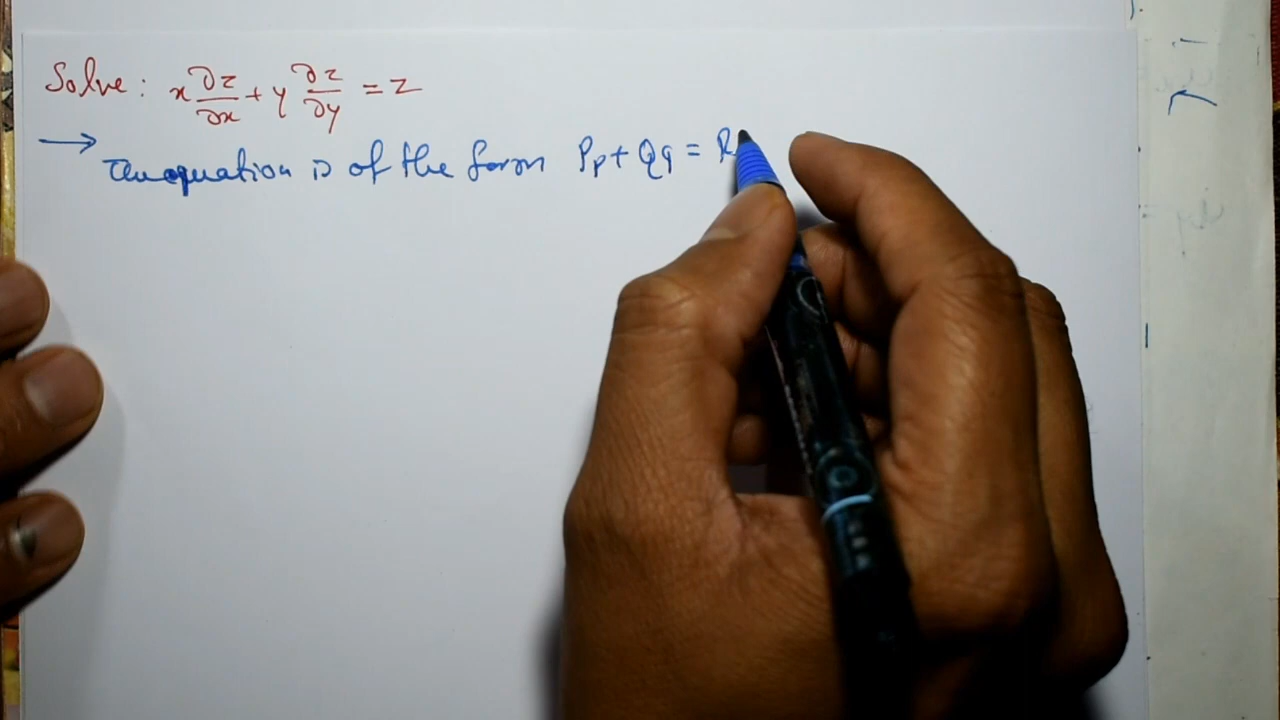 Solve: x ∂z/∂x + y ∂z/∂y = z
→ The equation is of the form Pp + Qq = R